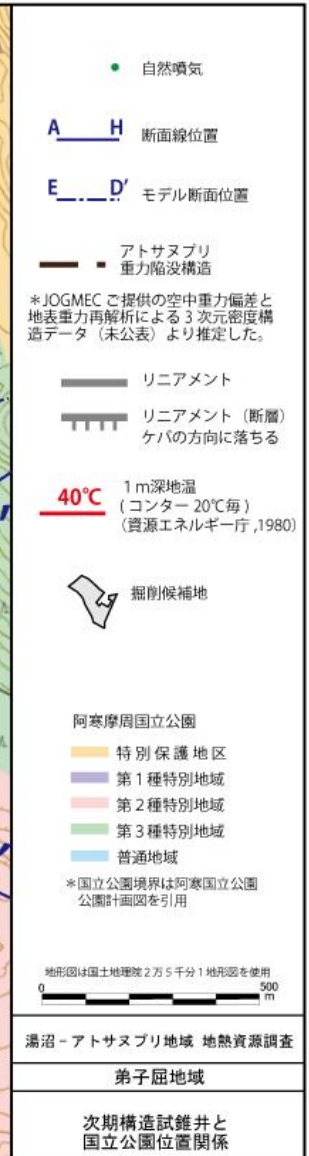 自然噴気
A H 断面線位置
E D' モデル断面位置
アトサヌプリ
重力陥没構造
＊JOGMEC ご提供の空中重力偏差と
地表重力再解析による3次元密度構
造データ（未公表）より推定した。
リニアメント
リニアメント（断層）
ケバの方向に落ちる
40℃
1m深地温
(コンター 20℃毎)
(資源エネルギー庁,1980)
掘削候補地
阿寒摩周国立公園
特別保護地区
第1種特別地域
第2種特別地域
第3種特別地域
普通地域
＊国立公園境界は阿寒国立公園
公園計画図を引用
地形図は国土地理院2万5千分1地形図を使用
0 500
m
湯沼－アトサヌプリ地域 地熱資源調査
弟子屈地域
次期構造試錐井と
国立公園位置関係